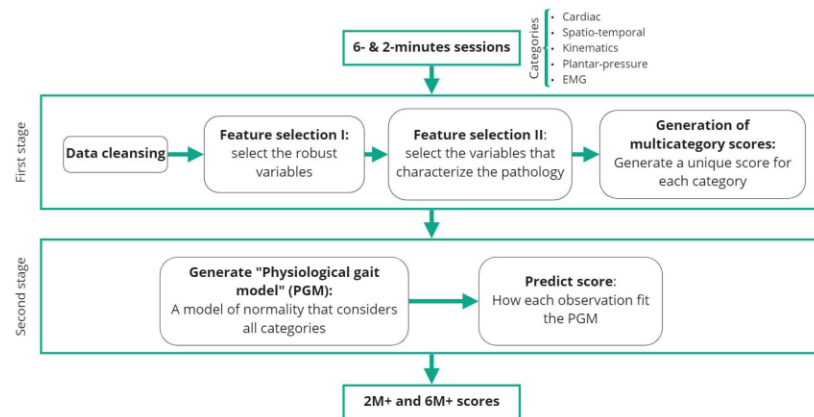 6- & 2-minutes sessions
Categories
• Cardiac
• Spatio-temporal
• Kinematics
• Plantar-pressure
• EMG
First stage
Data cleansing
Feature selection I:
select the robust
variables
Feature selection II:
select the variables that
characterize the pathology
Generation of
multicategory scores:
Generate a unique score for
each category
Second stage
Generate "Physiological gait
model" (PGM):
A model of normality that considers
all categories
Predict score:
How each observation fit
the PGM
2M+ and 6M+ scores